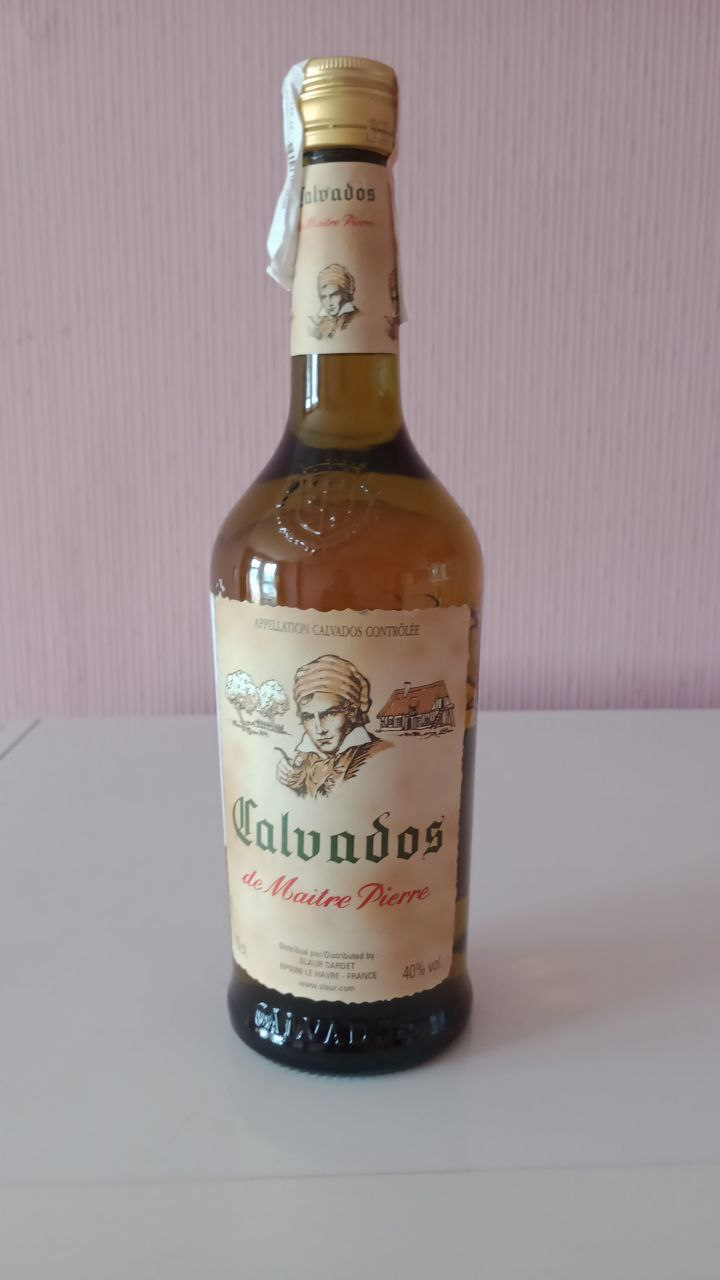 Calvados
de Maitre Pierre
APPELLATION CALVADOS CONTRÔLÉE
Calvados
de Maitre Pierre
Distribué par/Distributed by
SLAUR SARDET
LE HAVRE - FRANCE
www.slaur.com
40% vol
CALVADOS